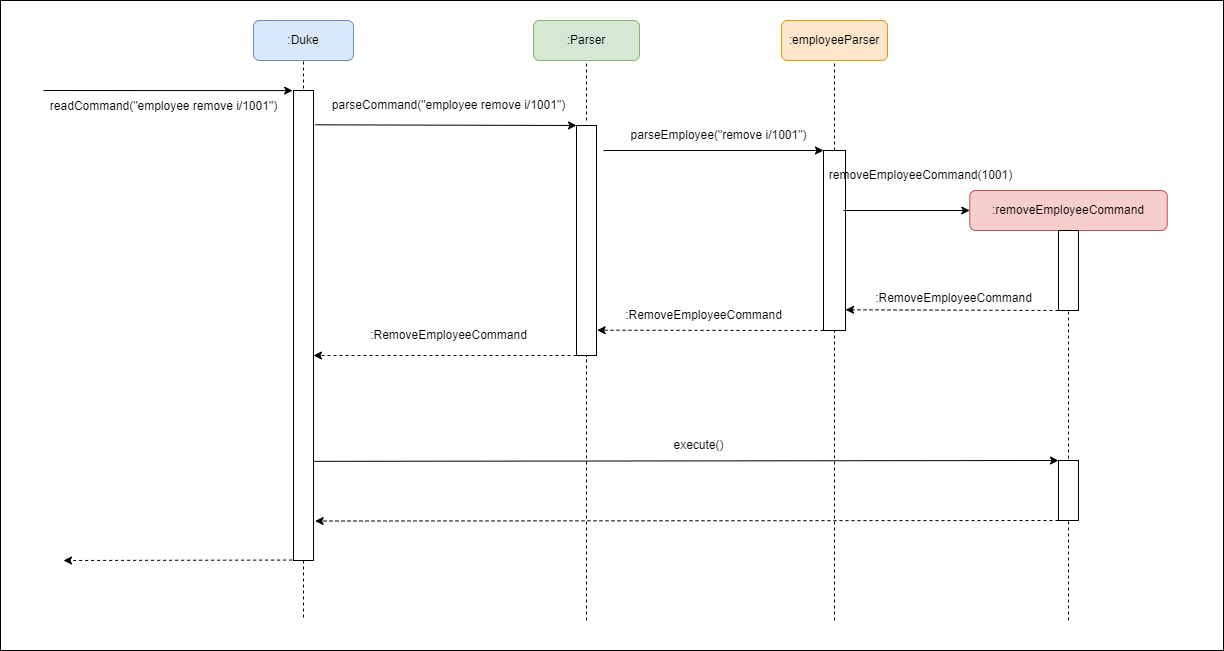 :Duke
:Parser
:employeeParser
readCommand("employee remove i/1001")
parseCommand("employee remove i/1001")
parseEmployee("remove i/1001")
removeEmployeeCommand(1001)
:removeEmployeeCommand
:RemoveEmployeeCommand
:RemoveEmployeeCommand
:RemoveEmployeeCommand
execute()